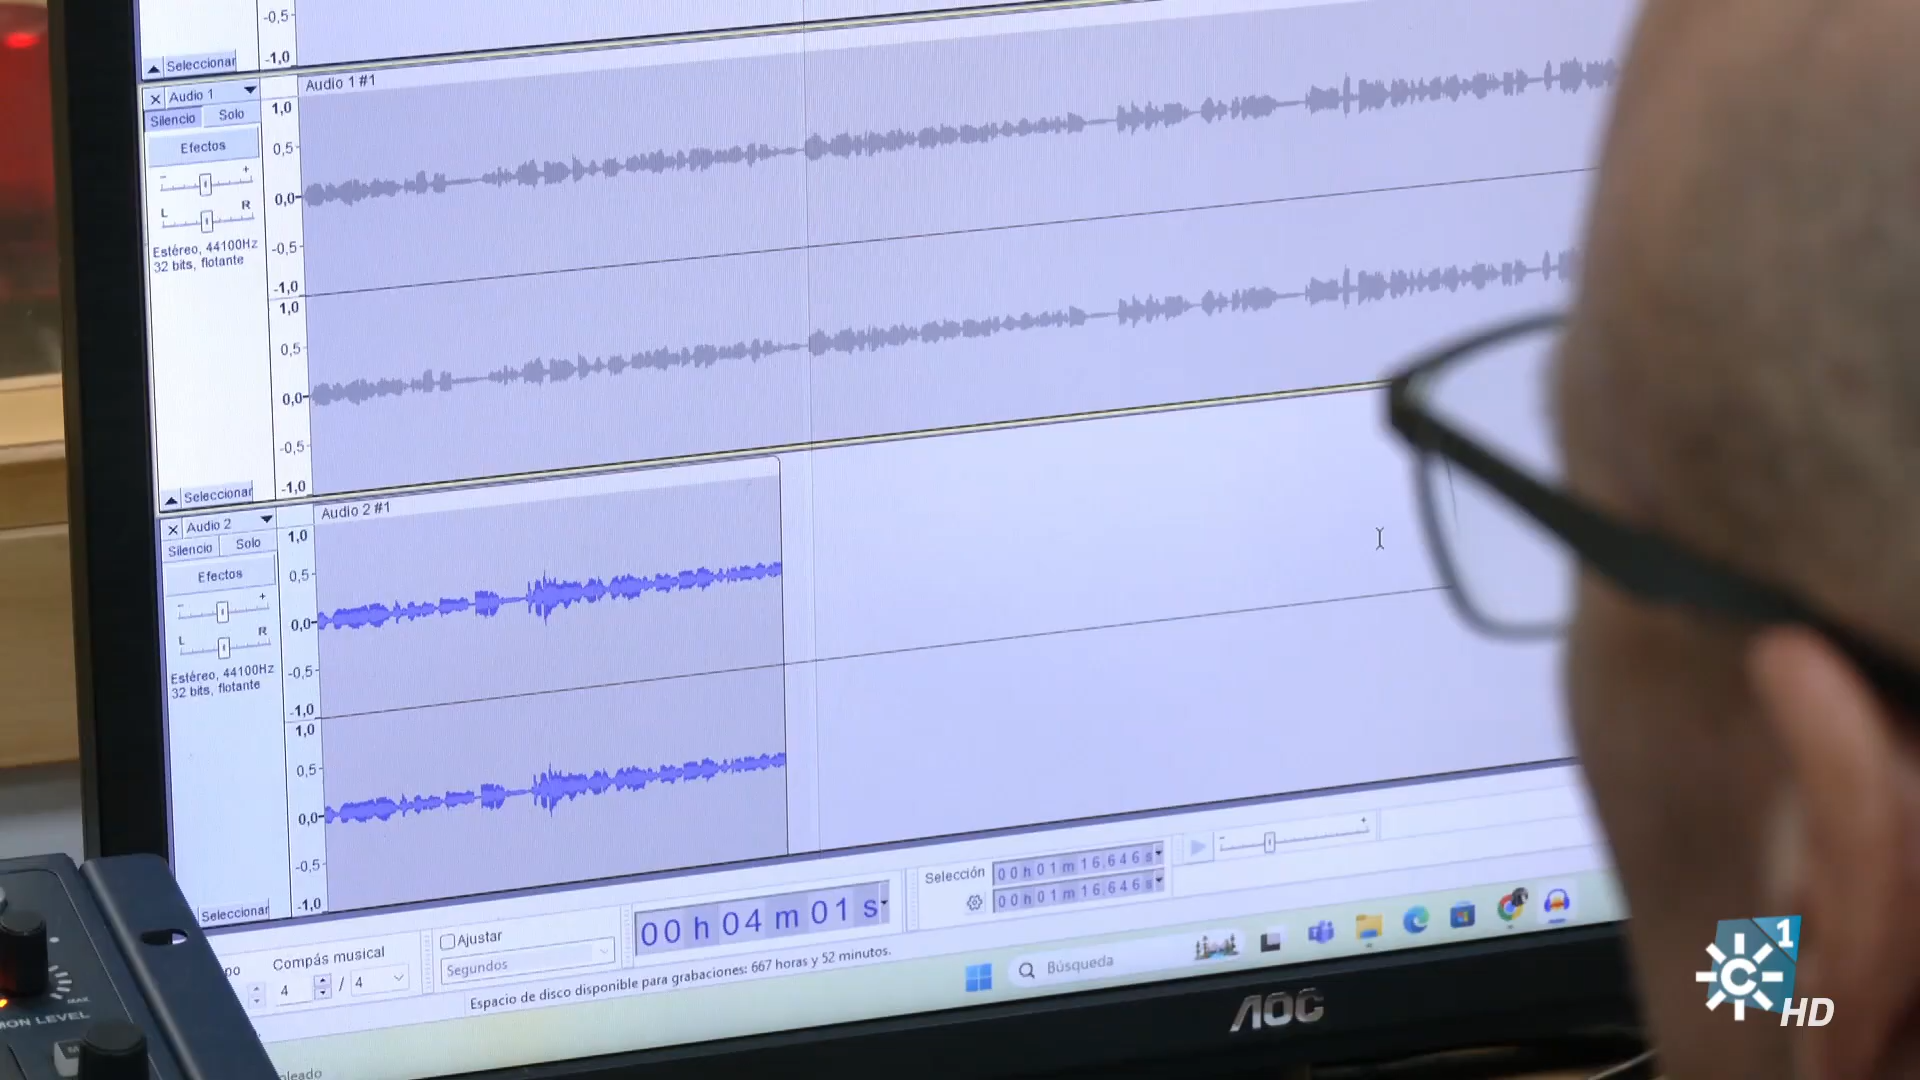 -0,5
-1,0
Seleccionar
Audio 1 #1
Audio 1
Silencio Solo
Efectos
- +
L R
Estéreo, 44100Hz
32 bits, flotante
1,0
0,5
0,0
-0,5
-1,0
1,0
0,5
0,0
-0,5
-1,0
Seleccionar
Audio 2 #1
Audio 2
Silencio Solo
Efectos
- +
L R
Estéreo, 44100Hz
32 bits, flotante
1,0
0,5
0,0
-0,5
-1,0
1,0
0,5
0,0
-0,5
-1,0
Seleccionar
Compás musical
4 / 4
Ajustar
Segundos
00 h 04 m 01 s
Selección
00 h 01 m 16,646 s
00 h 01 m 16,646 s
- +
Espacio de disco disponible para grabaciones: 667 horas y 52 minutos.
Búsqueda
AOC
MAX
MON LEVEL
1
HD